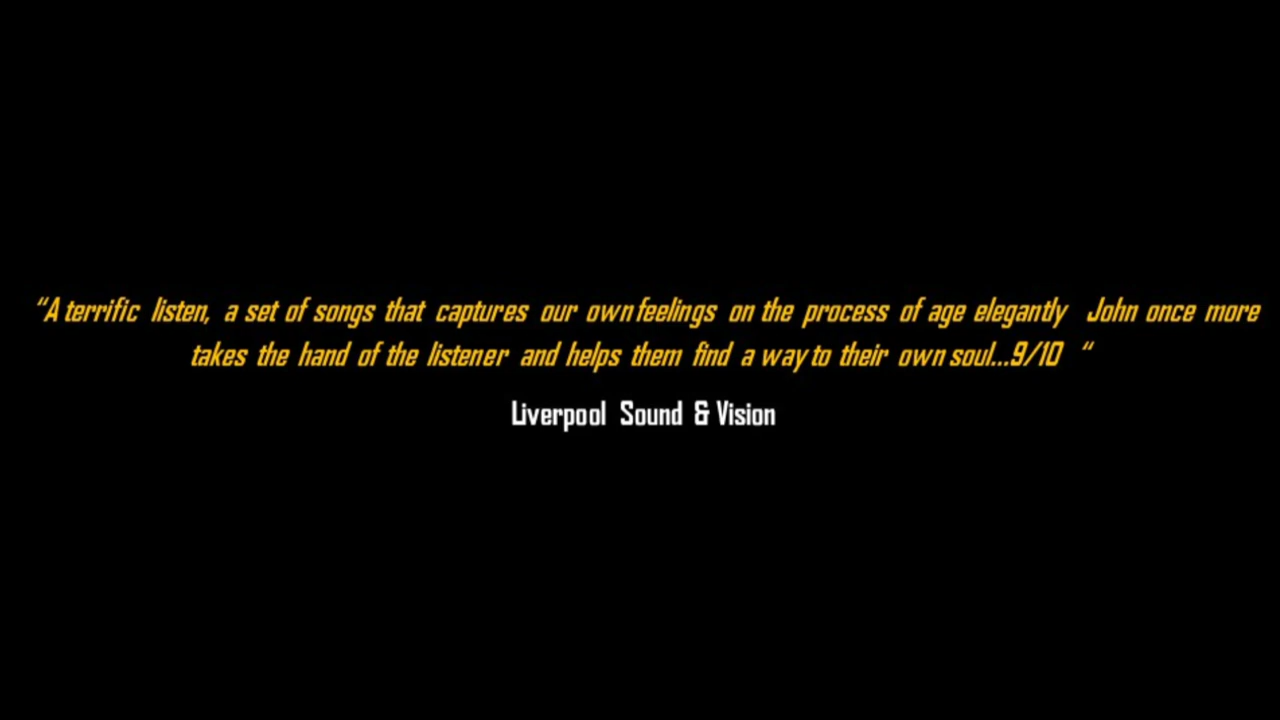 “A terrific listen, a set of songs that captures our own feelings on the process of age elegantly John once more
takes the hand of the listener and helps them find a way to their own soul...9/10 “
Liverpool Sound & Vision